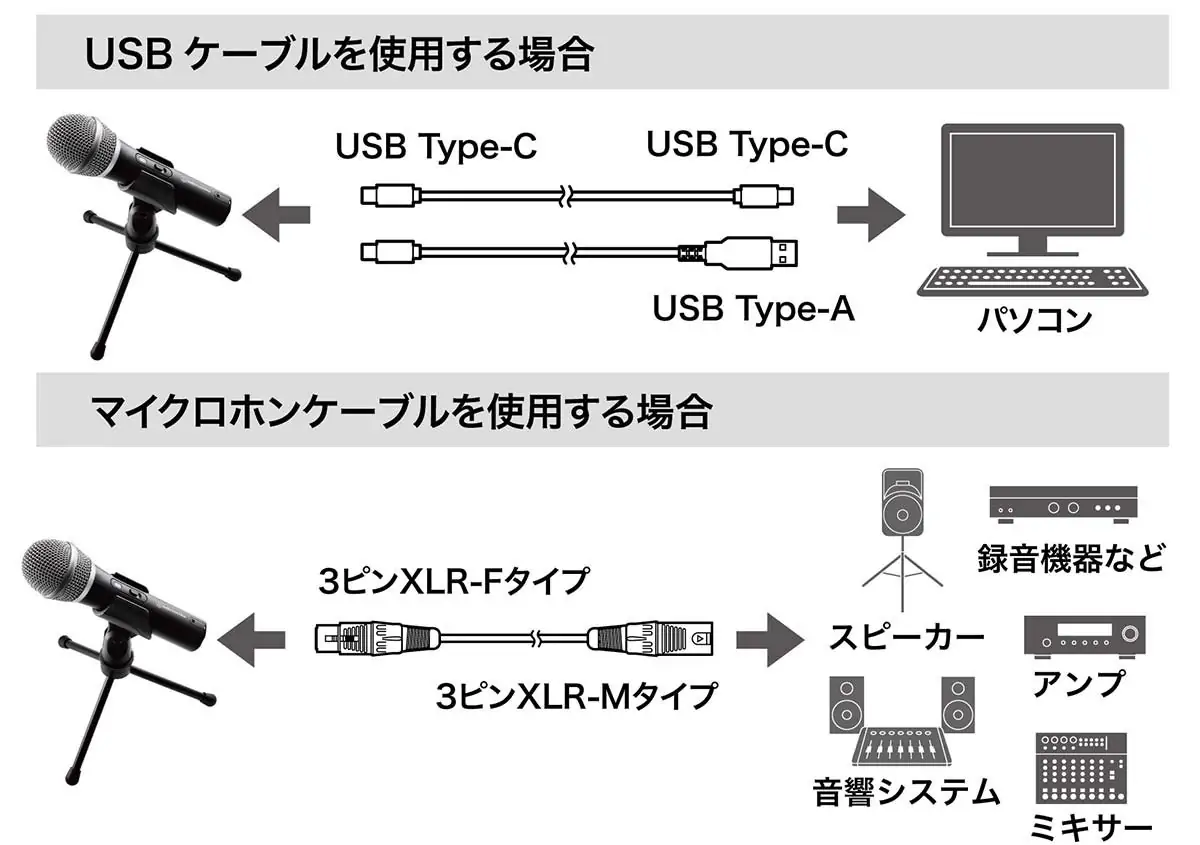 USB ケーブルを使用する場合
USB Type-C
USB Type-C
USB Type-A
パソコン
マイクロホンケーブルを使用する場合
3ピンXLR-Fタイプ
3ピンXLR-Mタイプ
スピーカー
録音機器など
アンプ
音響システム
ミキサー